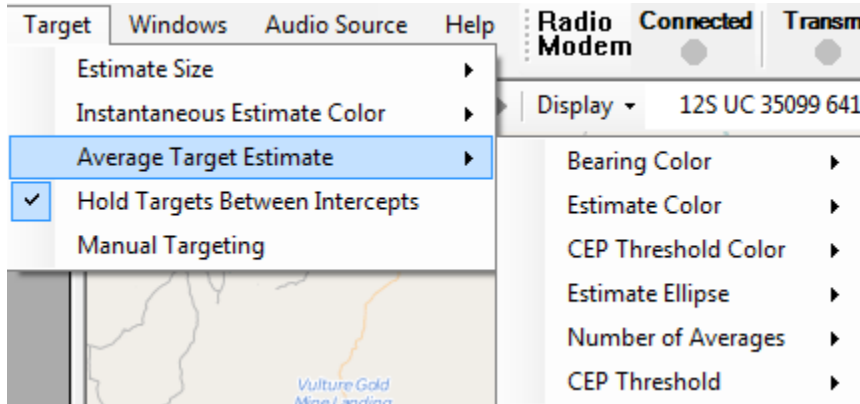 Target Windows Audio Source Help
Radio Modem
Connected
Estimate Size
Instantaneous Estimate Color
Average Target Estimate
Hold Targets Between Intercepts
Manual Targeting
Display
12S UC 35099 641
Bearing Color
Estimate Color
CEP Threshold Color
Estimate Ellipse
Number of Averages
CEP Threshold
Vulture Gold
Mine Landing